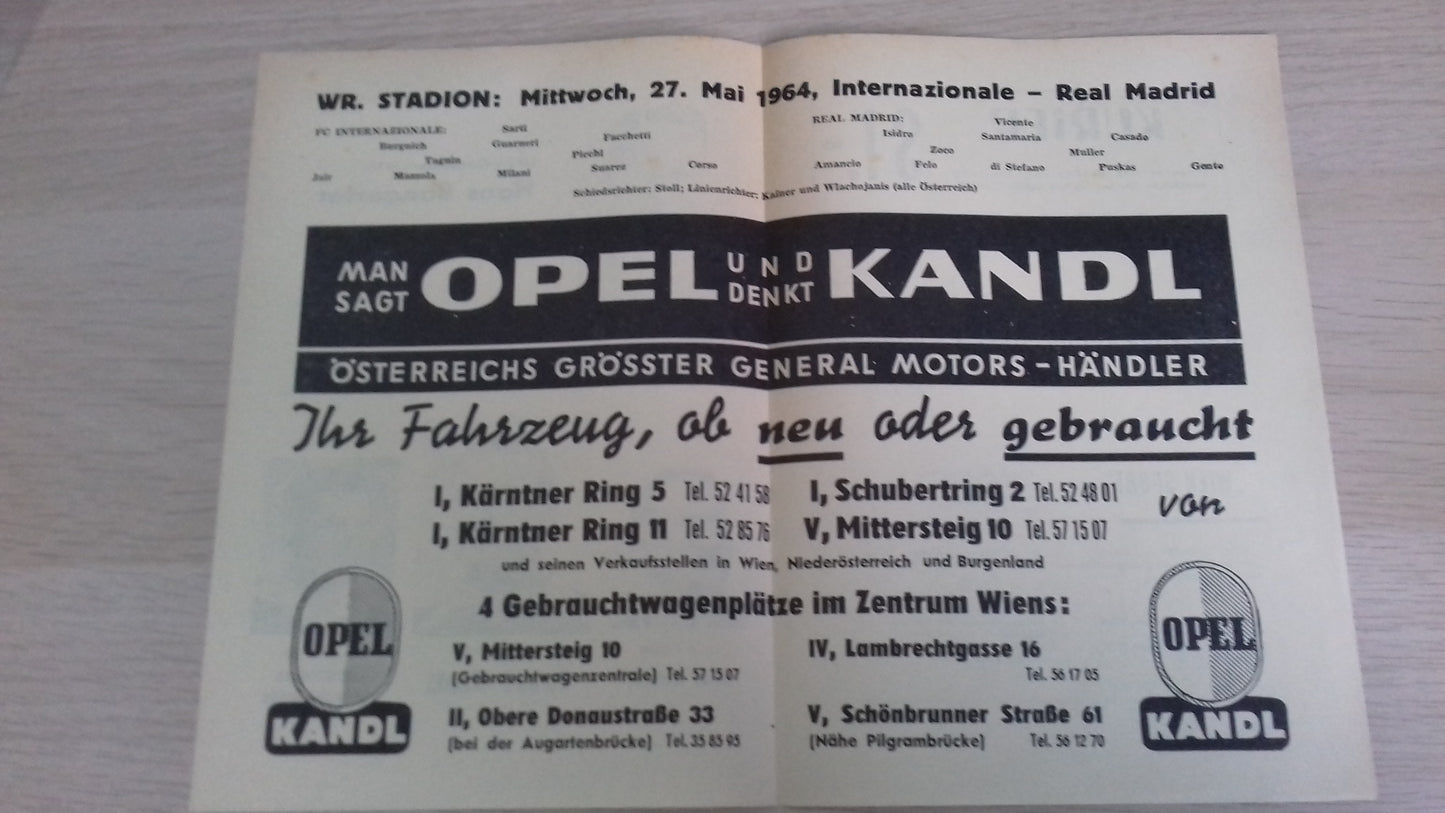 WR. STADION: Mittwoch, 27. Mai 1964, Internazionale – Real Madrid
FC INTERNAZIONALE:
Sarti
Burgnich Guarneri Facchetti
Tagnin Picchi
Jair Mazzola Milani Suarez Corso
REAL MADRID:
Vicente
Isidro Santamaria Casado
Zoco Muller
Amancio Felo di Stefano Puskas Gento
Schiedsrichter: Stoll; Linienrichter: Kainer und Wlachojanis (alle Österreich)
MAN SAGT OPEL UND DENKT KANDL
ÖSTERREICHS GRÖSSTER GENERAL MOTORS – HÄNDLER
Ihr Fahrzeug, ob neu oder gebraucht
I, Kärntner Ring 5 Tel. 52 41 58 I, Schubertring 2 Tel. 52 48 01
von
I, Kärntner Ring 11 Tel. 52 85 76 V, Mittersteig 10 Tel. 57 15 07
und seinen Verkaufsstellen in Wien, Niederösterreich und Burgenland
4 Gebrauchtwagenplätze im Zentrum Wiens:
V, Mittersteig 10 IV, Lambrechtgasse 16
(Gebrauchtwagenzentrale) Tel. 57 15 07 Tel. 56 17 05
II, Obere Donaustraße 33 V, Schönbrunner Straße 61
(bei der Augartenbrücke) Tel. 35 85 95 (Nähe Pilgrambrücke) Tel. 56 12 70
OPEL
KANDL
OPEL
KANDL